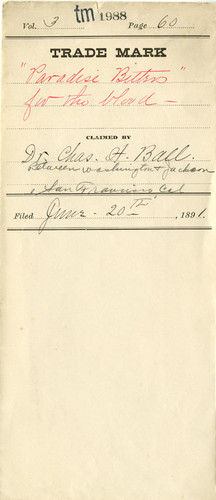 tm 1988
Vol. 3 Page 60
TRADE MARK
"Paradise Bitters"
for the blood —
CLAIMED BY
Dr. Chas. H. Ball.
Between Washington & Jackson
San Francisco Cal
Filed June - 20th, 1891.